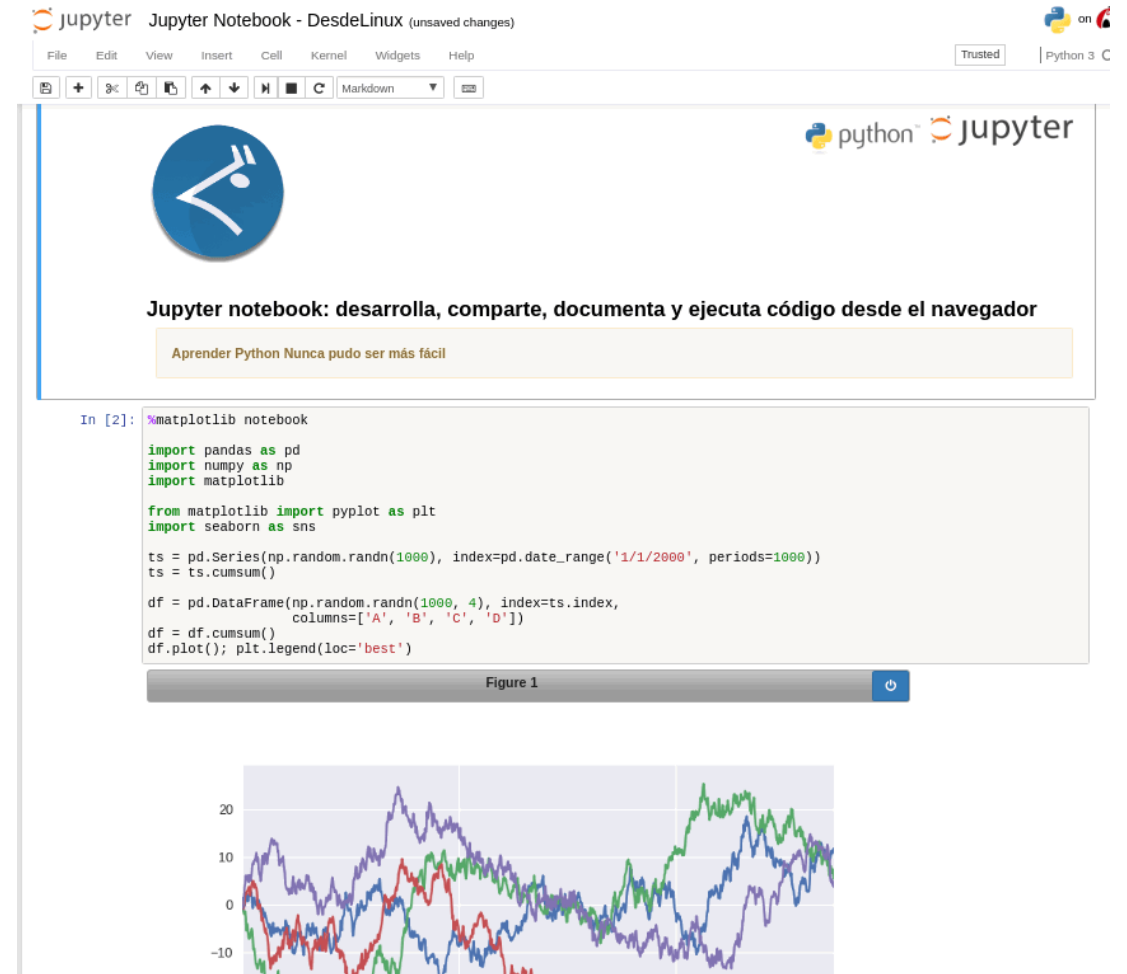 jupyter Jupyter Notebook - DesdeLinux (unsaved changes) on
File Edit View Insert Cell Kernel Widgets Help Trusted Python 3
Markdown
python™ jupyter
Jupyter notebook: desarrolla, comparte, documenta y ejecuta código desde el navegador
Aprender Python Nunca pudo ser más fácil
In [2]: %matplotlib notebook
import pandas as pd
import numpy as np
import matplotlib
from matplotlib import pyplot as plt
import seaborn as sns
ts = pd.Series(np.random.randn(1000), index=pd.date_range('1/1/2000', periods=1000))
ts = ts.cumsum()
df = pd.DataFrame(np.random.randn(1000, 4), index=ts.index,
columns=['A', 'B', 'C', 'D'])
df = df.cumsum()
df.plot(); plt.legend(loc='best')
Figure 1
20
10
0
−10